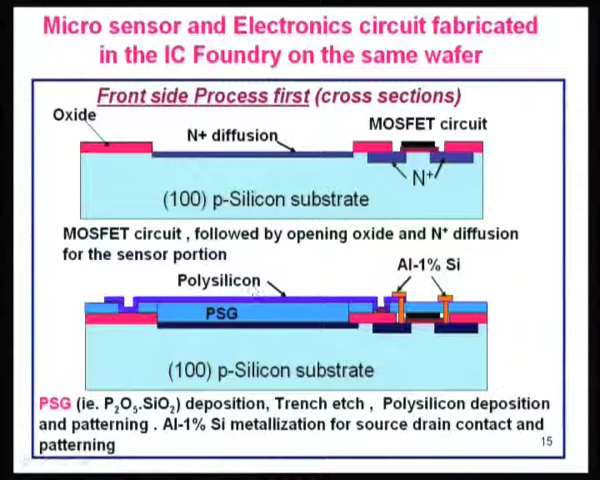 Micro sensor and Electronics circuit fabricated
in the IC Foundry on the same wafer
Front side Process first (cross sections)
Oxide
N+ diffusion
MOSFET circuit
N⁺
(100) p-Silicon substrate
MOSFET circuit , followed by opening oxide and N⁺ diffusion
for the sensor portion
Al-1% Si
Polysilicon
PSG
(100) p-Silicon substrate
PSG (ie. P₂O₅.SiO₂) deposition, Trench etch , Polysilicon deposition
and patterning . Al-1% Si metallization for source drain contact and
patterning
15